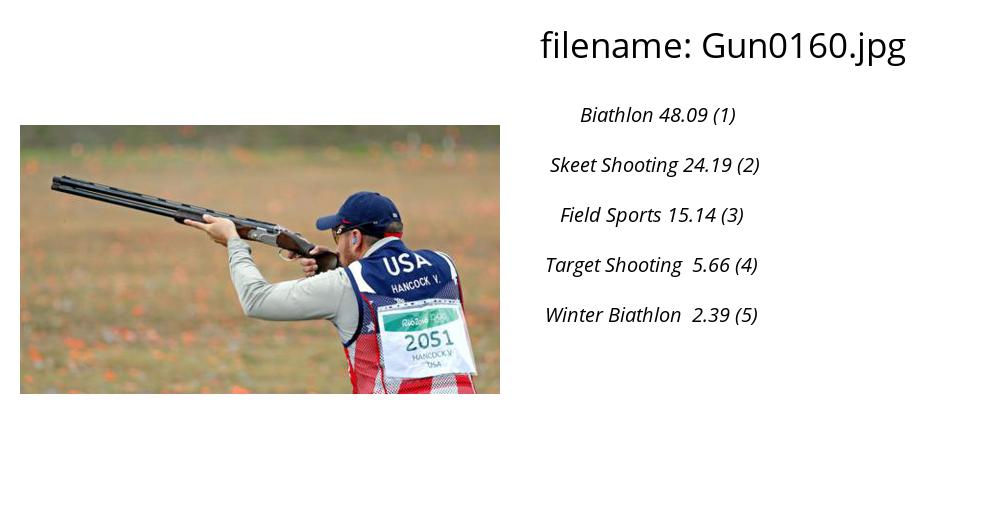 filename: Gun0160.jpg
Biathlon 48.09 (1)
Skeet Shooting 24.19 (2)
Field Sports 15.14 (3)
Target Shooting 5.66 (4)
Winter Biathlon 2.39 (5)
USA
HANCOCK V.
Rio2016
2051
HANCOCK V
USA